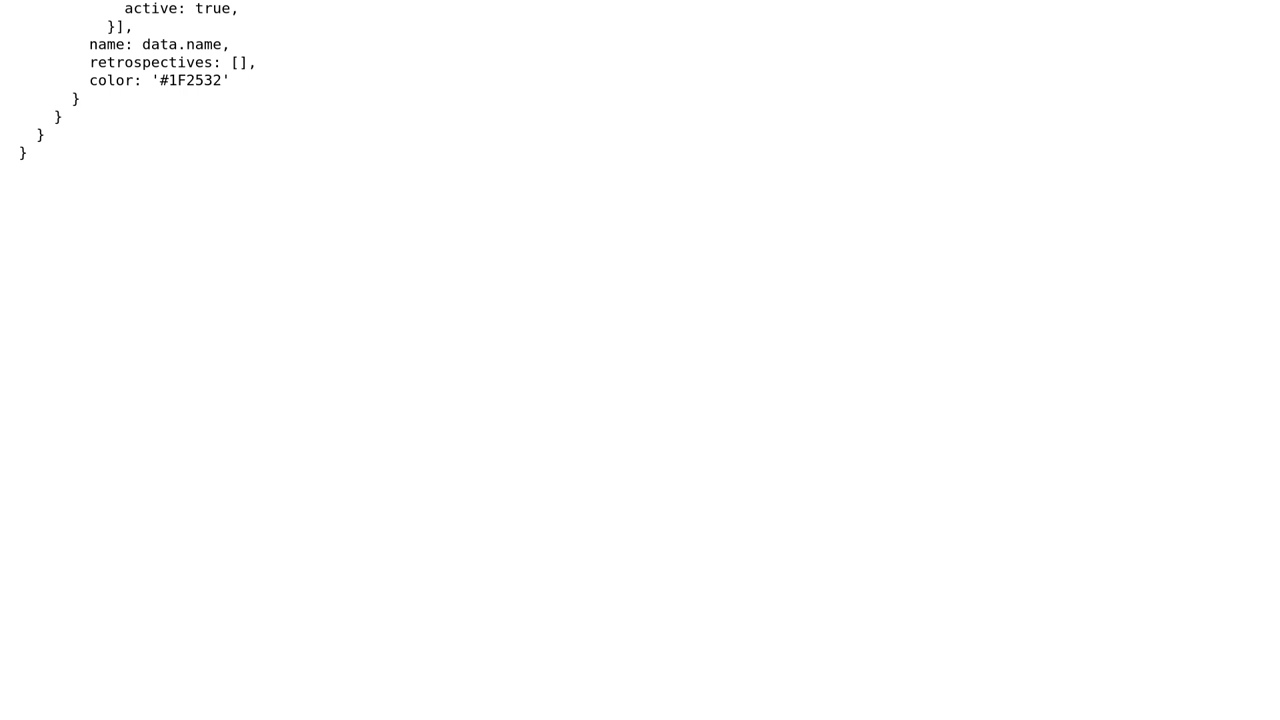 active: true,
          }],
        name: data.name,
        retrospectives: [],
        color: '#1F2532'
      }
    }
  }
}